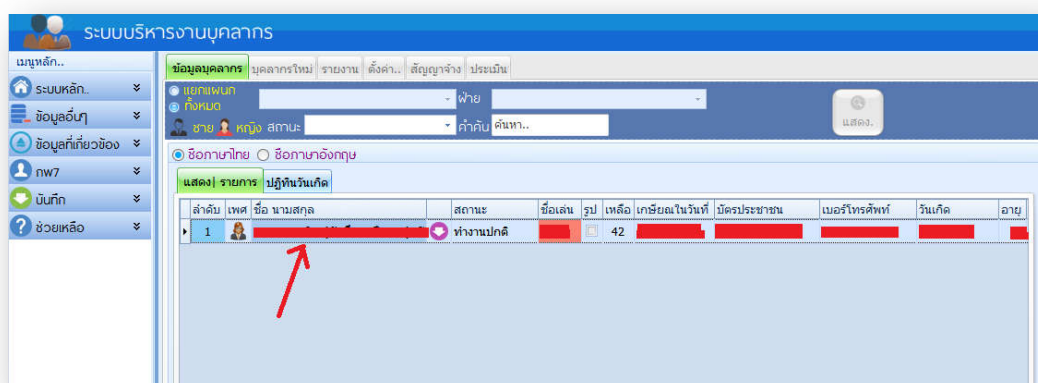 ระบบบริหารงานบุคลากร
เมนูหลัก..
ระบบหลัก..
ข้อมูลอื่นๆ
ข้อมูลที่เกี่ยวข้อง
กพ7
บันทึก
ช่วยเหลือ
ข้อมูลบุคลากร บุคลากรใหม่ รายงาน ตั้งค่า.. สัญญาจ้าง ประเมิน
แยกแผนก
ทั้งหมด
ฝ่าย
ชาย หญิง สถานะ คำค้น ค้นหา..
แสดง.
ชื่อภาษาไทย ชื่อภาษาอังกฤษ
แสดง| รายการ ปฏิทินวันเกิด
ลำดับ เพศ ชื่อ นามสกุล สถานะ ชื่อเล่น รูป เหลือ เกษียณในวันที่ บัตรประชาชน เบอร์โทรศัพท์ วันเกิด อายุ
1 ทำงานปกติ 42